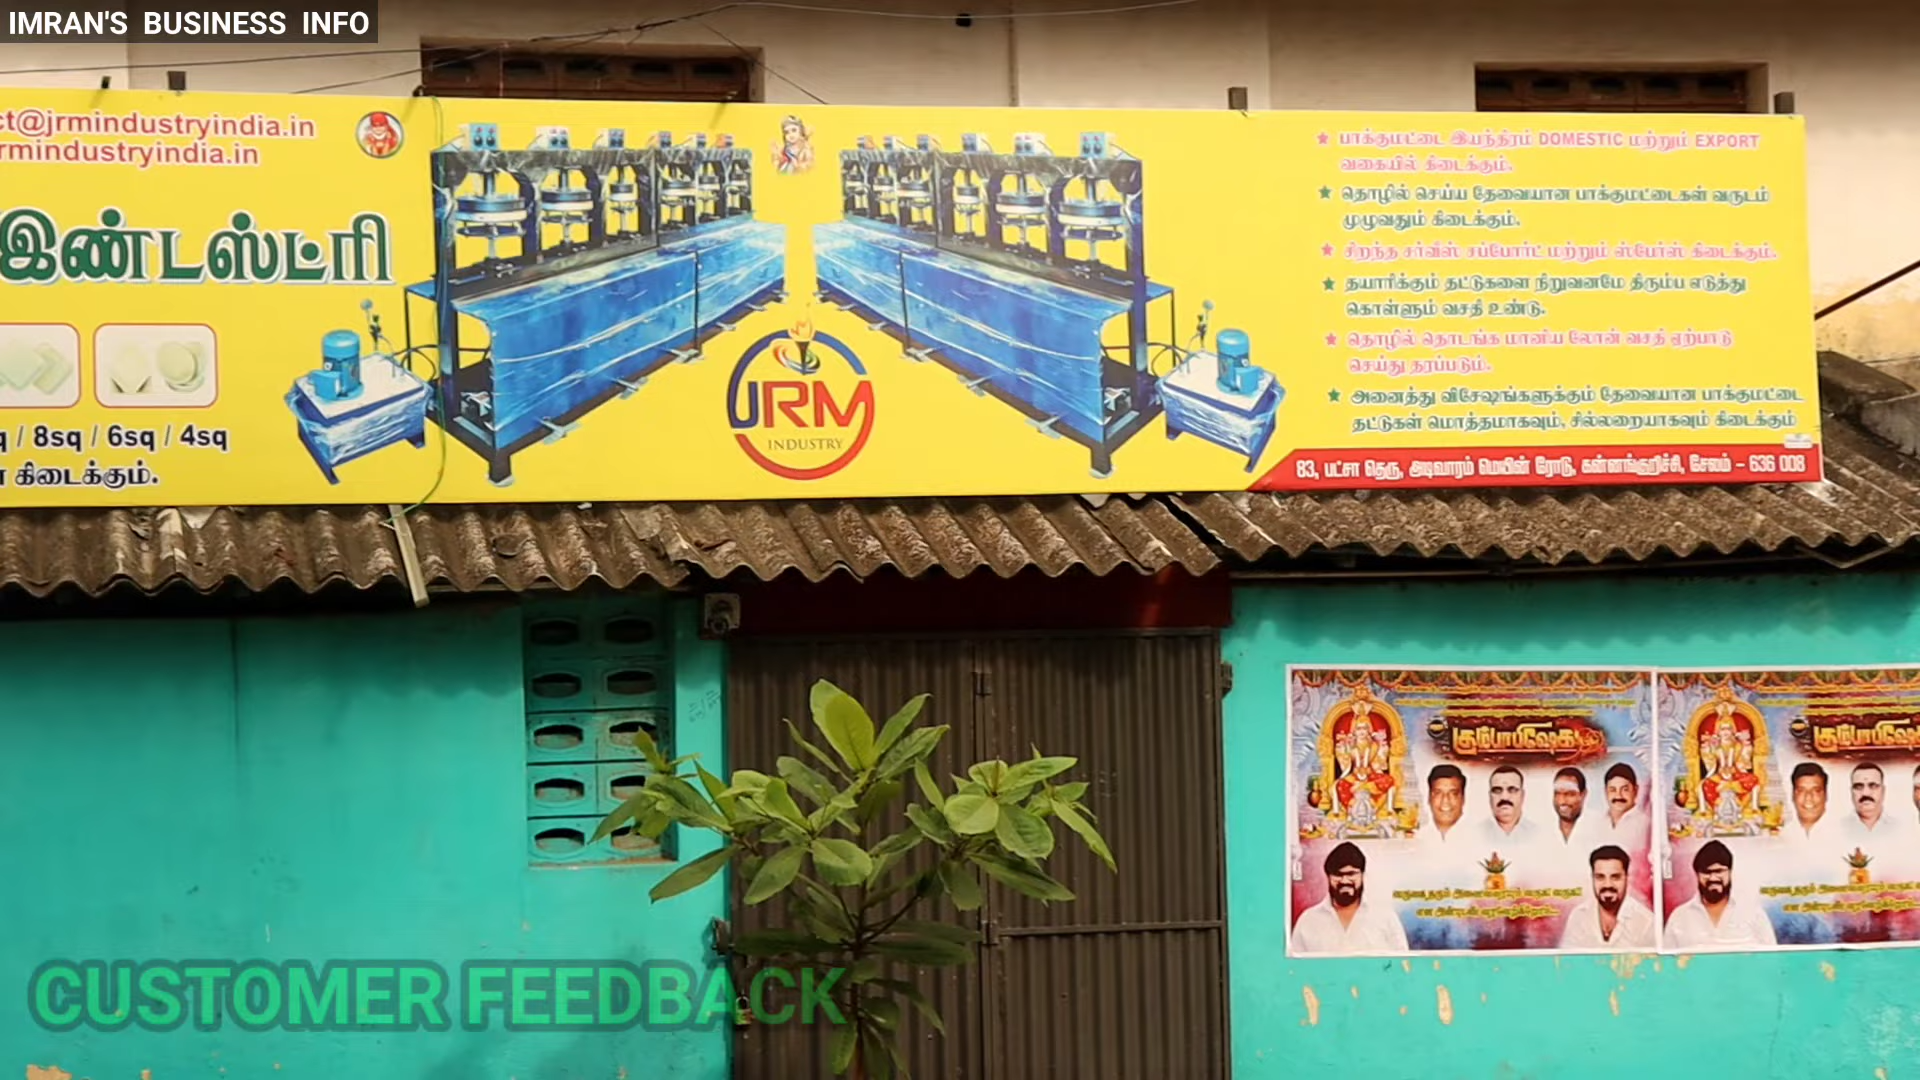 IMRAN'S BUSINESS INFO
ct@jrmindustryindia.in
rmindustryindia.in
இண்டஸ்ட்ரி
8sq / 6sq / 4sq
கிடைக்கும்.
JRM
INDUSTRY
பாக்குமட்டை இயந்திரம் DOMESTIC மற்றும் EXPORT
வகையில் கிடைக்கும்.
தொழில் செய்ய தேவையான பாக்குமட்டைகள் வருடம்
முழுவதும் கிடைக்கும்.
சிறந்த சர்வீஸ் சப்போர்ட் மற்றும் ஸ்பேர்ஸ் கிடைக்கும்.
தயாரிக்கும் தட்டுகளை நிறுவனமே திரும்ப எடுத்து
கொள்ளும் வசதி உண்டு.
தொழில் தொடங்க மானிய லோன் வசதி ஏற்பாடு
செய்து தரப்படும்.
அனைத்து விசேஷங்களுக்கும் தேவையான பாக்குமட்டை
தட்டுகள் மொத்தமாகவும், சில்லறையாகவும் கிடைக்கும்
83, பட்சா தெரு, அடிவாரம் மெயின் ரோடு, கன்னங்குறிச்சி, சேலம் – 636 008
CUSTOMER FEEDBACK